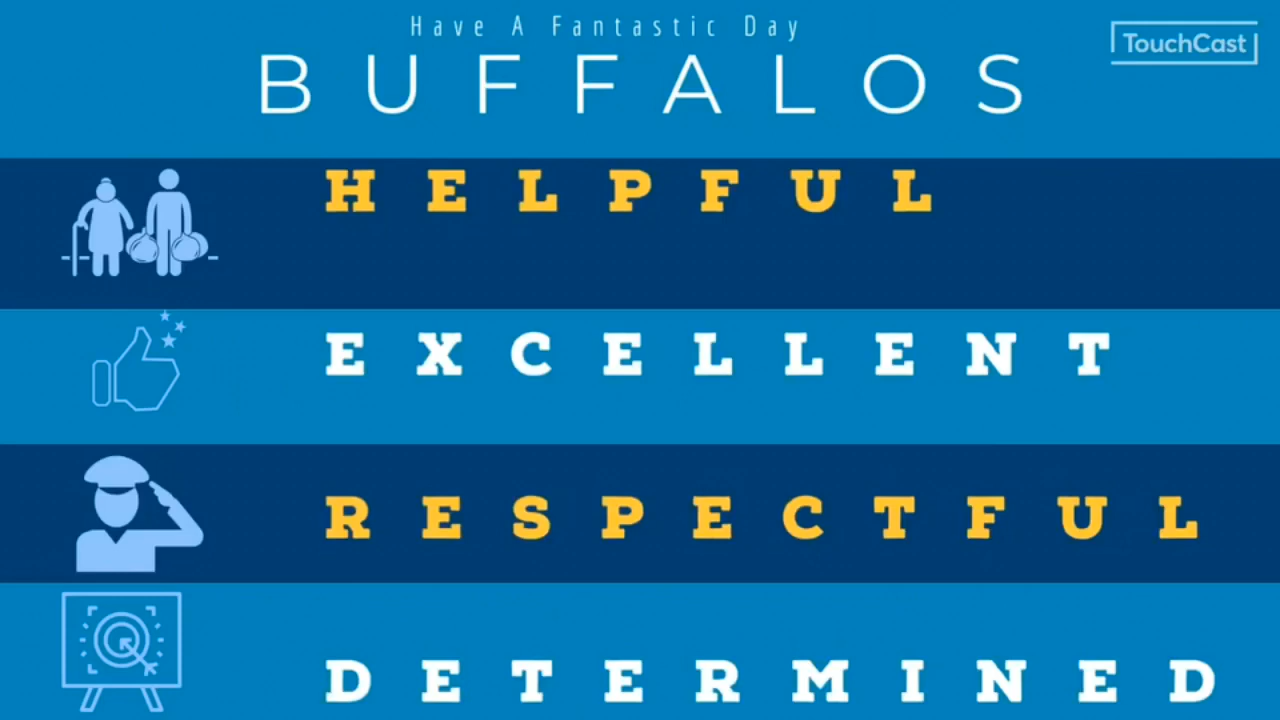 Have A Fantastic Day
TouchCast
BUFFALOS
HELPFUL
EXCELLENT
RESPECTFUL
DETERMINED